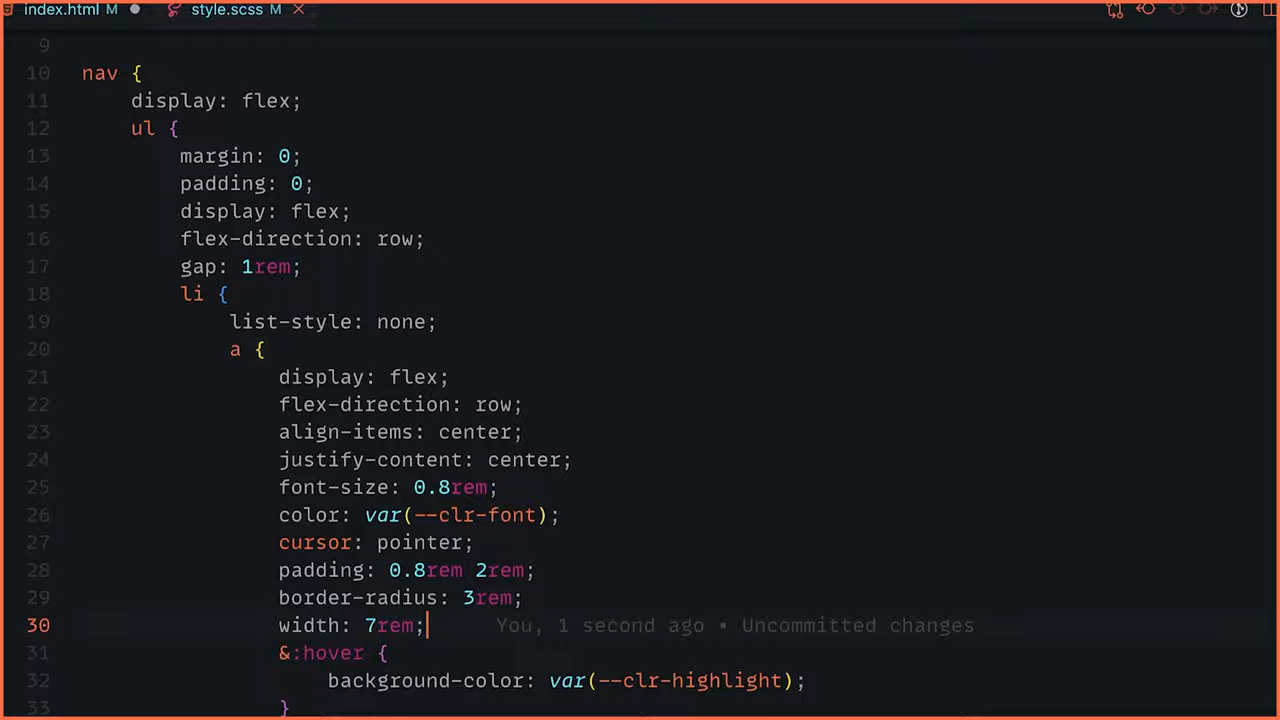 index.html M ● style.scss M ×
9
10 nav {
11 display: flex;
12 ul {
13 margin: 0;
14 padding: 0;
15 display: flex;
16 flex-direction: row;
17 gap: 1rem;
18 li {
19 list-style: none;
20 a {
21 display: flex;
22 flex-direction: row;
23 align-items: center;
24 justify-content: center;
25 font-size: 0.8rem;
26 color: var(--clr-font);
27 cursor: pointer;
28 padding: 0.8rem 2rem;
29 border-radius: 3rem;
30 width: 7rem; You, 1 second ago • Uncommitted changes
31 &:hover {
32 background-color: var(--clr-highlight);
33 }